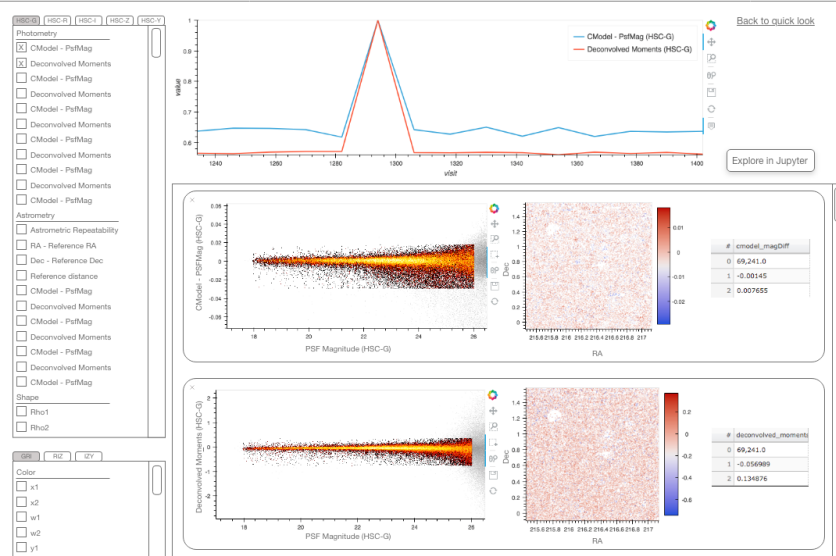 HSC-G HSC-R HSC-I HSC-Z HSC-Y
Photometry
X CModel - PsfMag
X Deconvolved Moments
CModel - PsfMag
Deconvolved Moments
CModel - PsfMag
Deconvolved Moments
CModel - PsfMag
Deconvolved Moments
CModel - PsfMag
Deconvolved Moments
CModel - PsfMag
Astrometry
Astrometric Repeatability
RA - Reference RA
Dec - Reference Dec
Reference distance
CModel - PsfMag
Deconvolved Moments
CModel - PsfMag
Deconvolved Moments
CModel - PsfMag
Deconvolved Moments
CModel - PsfMag
Shape
Rho1
Rho2
GRI RIZ IZY
Color
x1
x2
w1
w2
y1
value
1
0.9
0.8
0.7
0.6
CModel - PsfMag (HSC-G)
Deconvolved Moments (HSC-G)
1240 1260 1280 1300 1320 1340 1360 1380 1400
visit
Back to quick look
Explore in Jupyter
CModel - PSFMag (HSC-G)
0.06
0.04
0.02
0
-0.02
-0.04
-0.06
18 20 22 24 26
PSF Magnitude (HSC-G)
Dec
1.4
1.2
1
0.8
0.6
0.4
0.2
0
215.6 215.8 216 216.2 216.4 216.6 216.8 217
RA
0.01
0
-0.01
-0.02
# cmodel_magDiff
0 69,241.0
1 -0.00145
2 0.007655
Deconvolved Moments (HSC-G)
2
1
0
-1
-2
18 20 22 24 26
PSF Magnitude (HSC-G)
Dec
1.4
1.2
1
0.8
0.6
0.4
0.2
0
215.6 215.8 216 216.2 216.4 216.6 216.8 217
RA
0.2
0
-0.2
-0.4
-0.6
# deconvolved_moments
0 69,241.0
1 -0.056989
2 0.134876